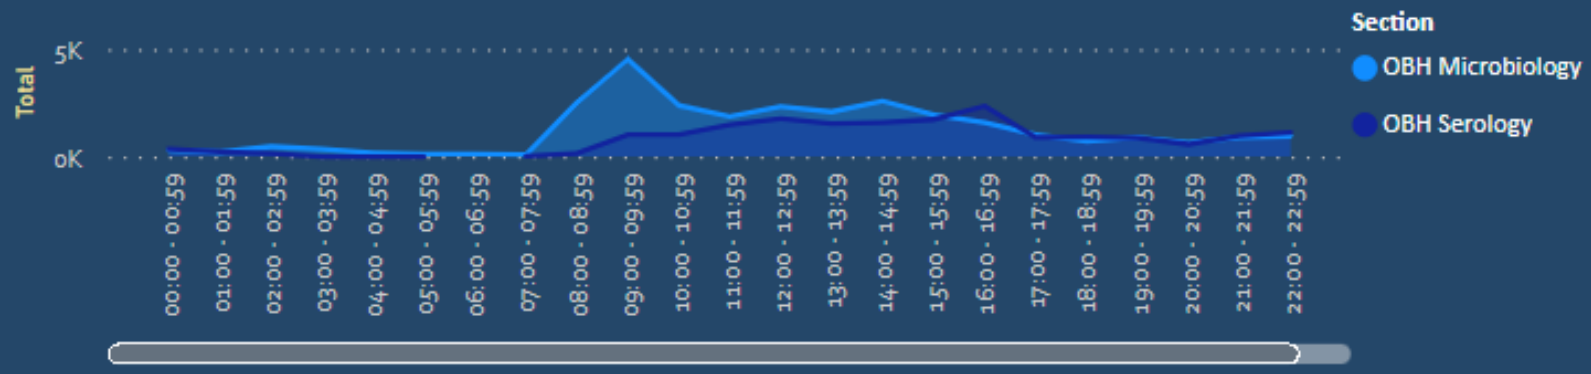 Section
OBH Microbiology
OBH Serology
Total
5K
0K
00:00 - 00:59
01:00 - 01:59
02:00 - 02:59
03:00 - 03:59
04:00 - 04:59
05:00 - 05:59
06:00 - 06:59
07:00 - 07:59
08:00 - 08:59
09:00 - 09:59
10:00 - 10:59
11:00 - 11:59
12:00 - 12:59
13:00 - 13:59
14:00 - 14:59
15:00 - 15:59
16:00 - 16:59
17:00 - 17:59
18:00 - 18:59
19:00 - 19:59
20:00 - 20:59
21:00 - 21:59
22:00 - 22:59